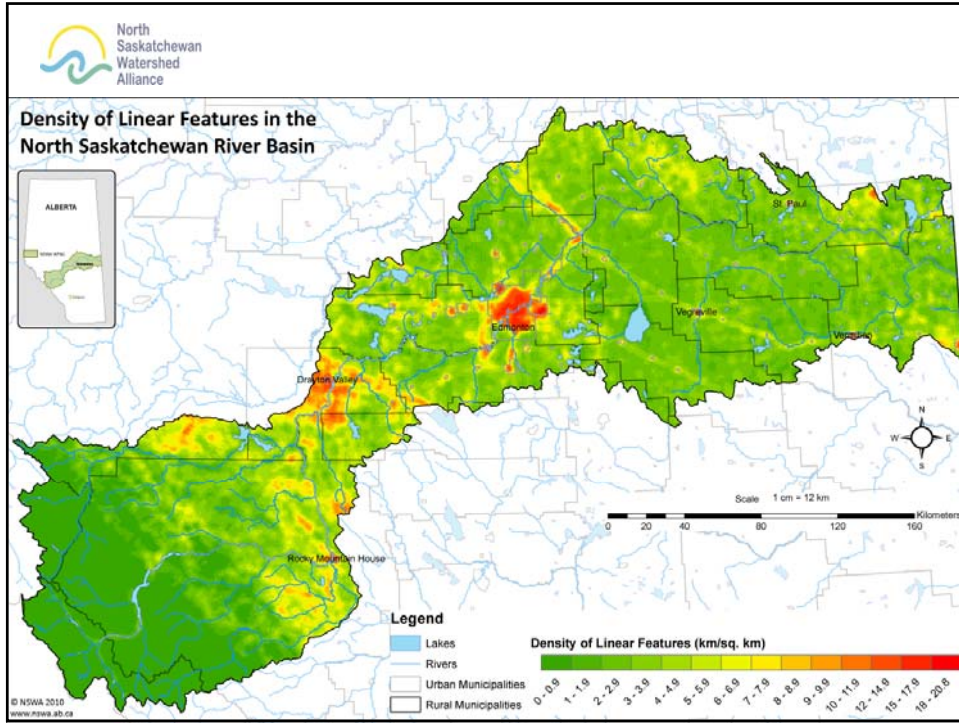 North
Saskatchewan
Watershed
Alliance
Density of Linear Features in the
North Saskatchewan River Basin
ALBERTA
St. Paul
Vegreville
Edmonton
Vermilion
Drayton Valley
Rocky Mountain House
N
W
E
S
Scale 1 cm = 12 km
Kilometers
0 20 40 80 120 160
Legend
Lakes
Rivers
Urban Municipalities
Rural Municipalities
Density of Linear Features (km/sq. km)
0 - 0.9
1 - 1.9
2 - 2.9
3 - 3.9
4 - 4.9
5 - 5.9
6 - 6.9
7 - 7.9
8 - 8.9
9 - 9.9
10 - 11.9
12 - 14.9
15 - 17.9
18 - 20.8
© NSWA 2010
www.nswa.ab.ca